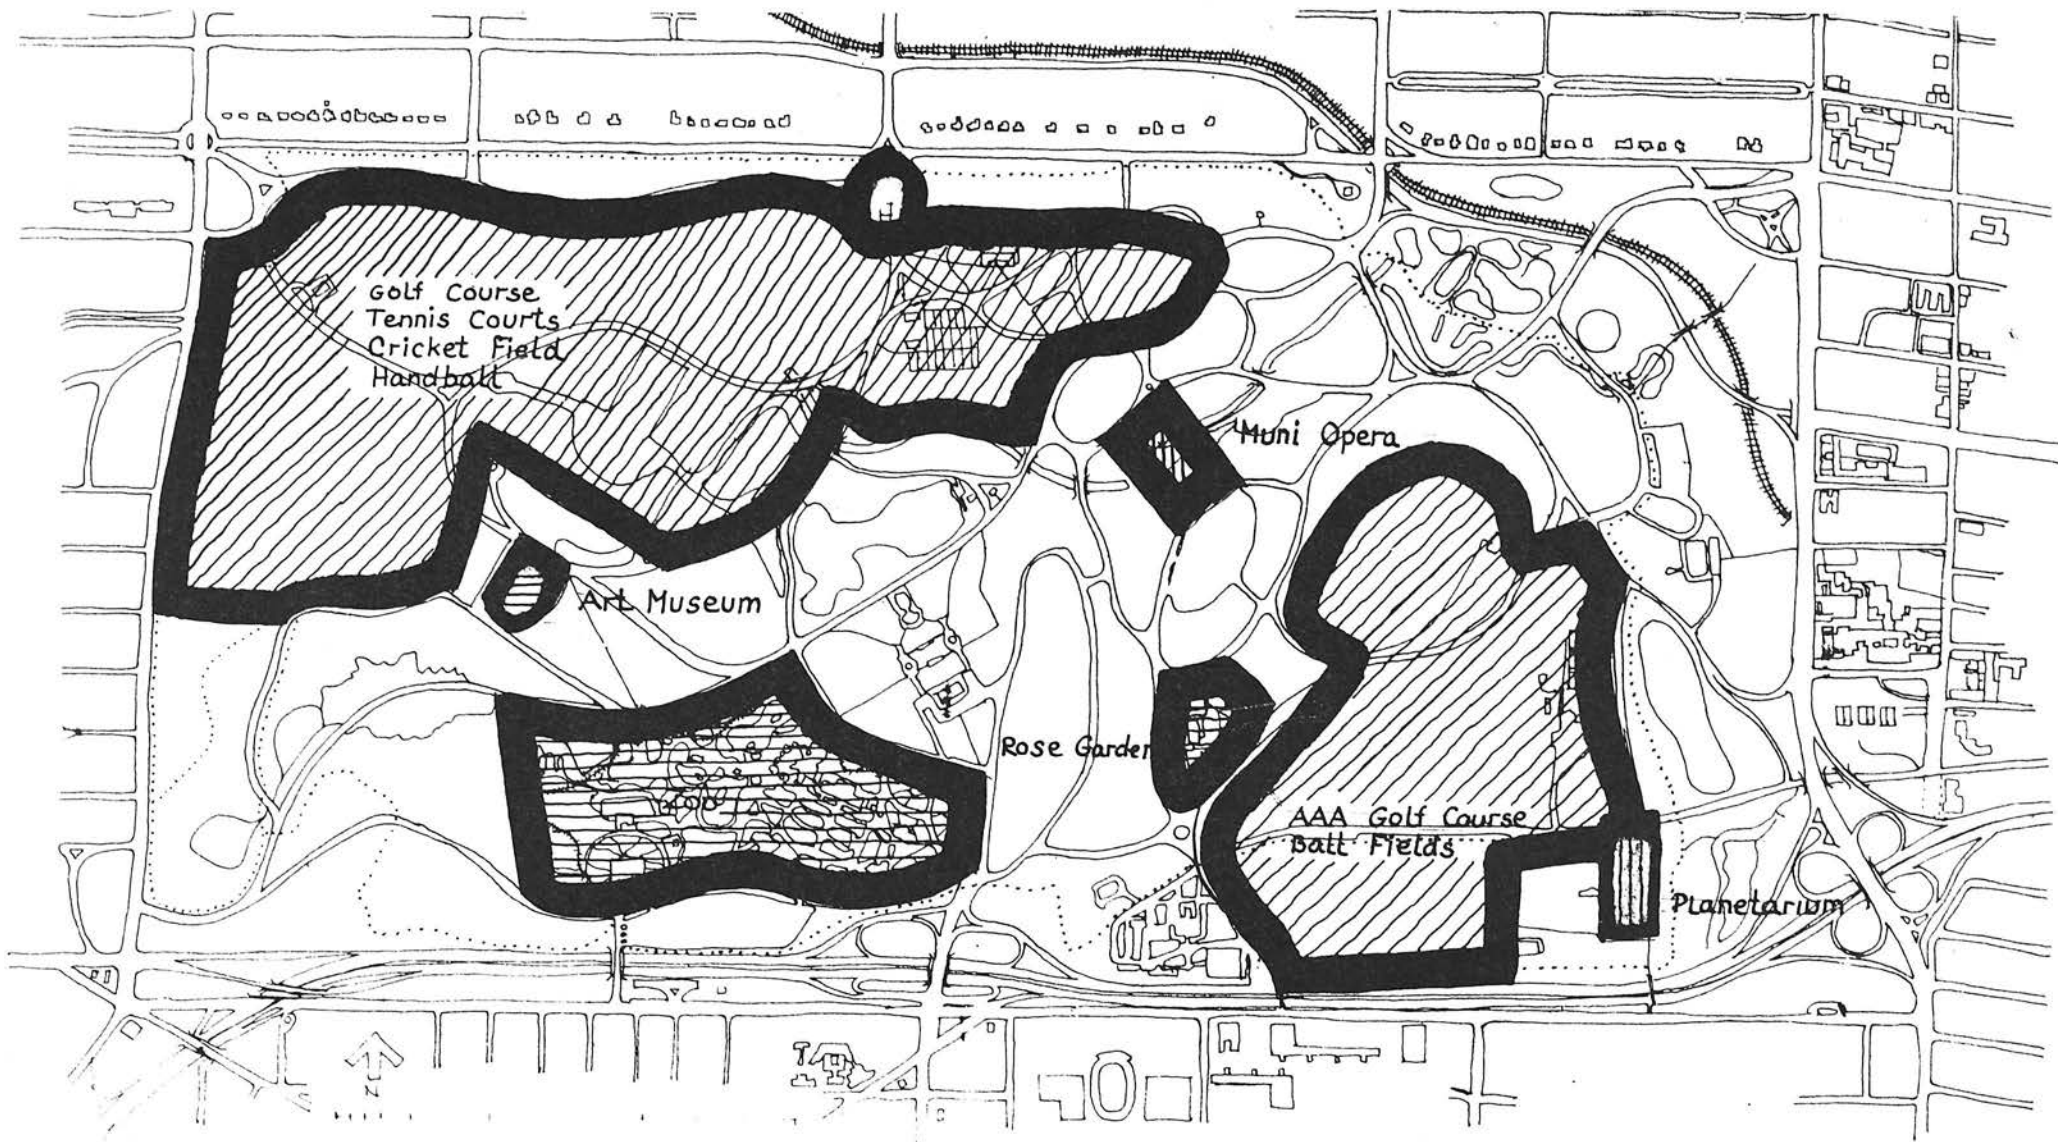 H
Golf Course
Tennis Courts
Cricket Field
Handball
Muni Opera
Art Museum
Rose Garden
ZOO
AAA Golf Course
Ball Fields
Planetarium
N